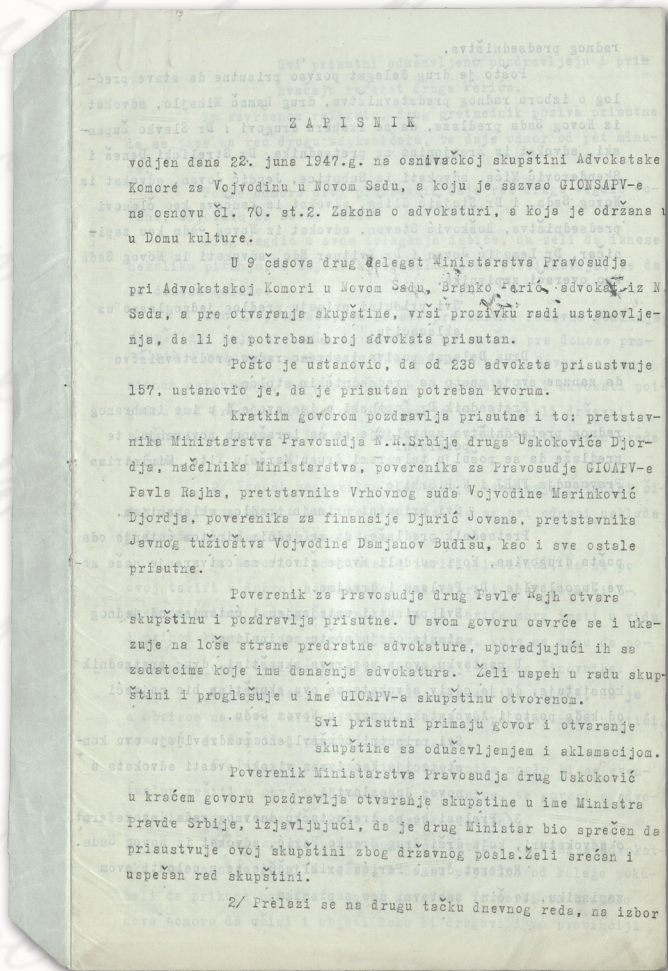 Z A P I S N I K
vodjen dana 22. juna 1947.g. na osnivačkoj skupštini Advokatske
Komore za Vojvodinu u Novom Sadu, a koju je sazvao GIONSAPV-e
na osnovu čl. 70. st.2. Zakona o advokaturi, a koja je održana u
u Domu kulture.
U 9 časova drug delegat Ministarstva Pravosudja
pri Advokatskoj Komori u Novom Sadu, Branko Perić advokat iz N.
Sada, a pre otvaranja skupštine, vrši prozivku radi ustanovlje-
nja, da li je potreban broj advokata prisutan.
Pošto je ustanovio, da od 238 advokata prisustvuje
157, ustanovio je, da je prisutan potreban kvorum.
Kratkim govorom pozdravlja prisutne i to: pretstav-
nika Ministarstva Pravosudja N.R.Srbije druga Uskokovića Djor-
dja, načelnika Ministarstva, poverenika za Pravosudje GIOAPV-e
Pavla Rajha, pretstavnika Vrhovnog suda Vojvodine Marinković
Djordja, poverenika za finansije Djurić Jovana, pretstavnika
Javnog tužioštva Vojvodine Damjanov Budišu, kao i sve ostale
prisutne.
Poverenik za Pravosudje drug Pavle Rajh otvara
skupštinu i pozdravlja prisutne. U svom govoru osvrće se i uka-
zuje na loše strane predratne advokature, uporedjujući ih sa
zadatcima koje ima današnja advokatura. Želi uspeh u radu skup-
štini i proglašuje u ime GIOAPV-a skupštinu otvorenom.
Svi prisutni primaju govor i otvaranje
skupštine sa oduševljenjem i aklamacijom.
Poverenik Ministarstva Pravosudja drug Uskoković
u kraćem govoru pozdravlja otvaranje skupštine u ime Ministra
Pravde Srbije, izjavljujući, da je drug Ministar bio sprečen da
prisustvuje ovoj skupštini zbog državnog posla.Želi srećan i
uspešan rad skupštini.
2/ Prelazi se na drugu tačku dnevnog reda, na izbor